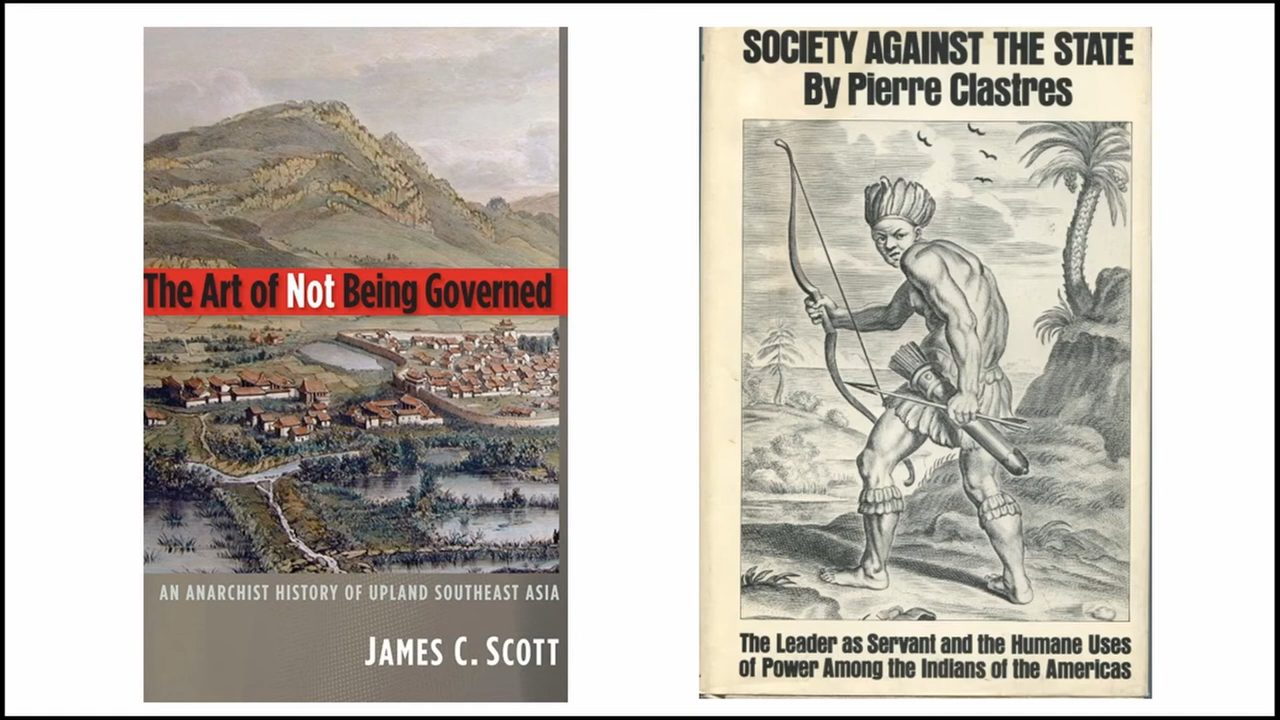 The Art of Not Being Governed
AN ANARCHIST HISTORY OF UPLAND SOUTHEAST ASIA
JAMES C. SCOTT
SOCIETY AGAINST THE STATE
By Pierre Clastres
The Leader as Servant and the Humane Uses
of Power Among the Indians of the Americas